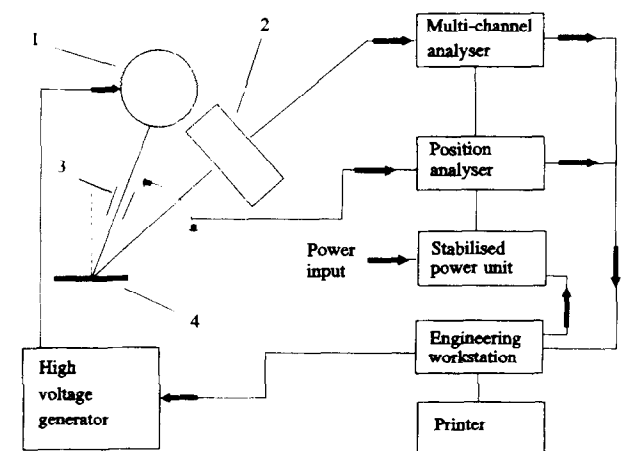 1
2
Multi-channel
analyser
3
Position
analyser
Power
input
Stabilised
power unit
4
Engineering
workstation
High
voltage
generator
Printer